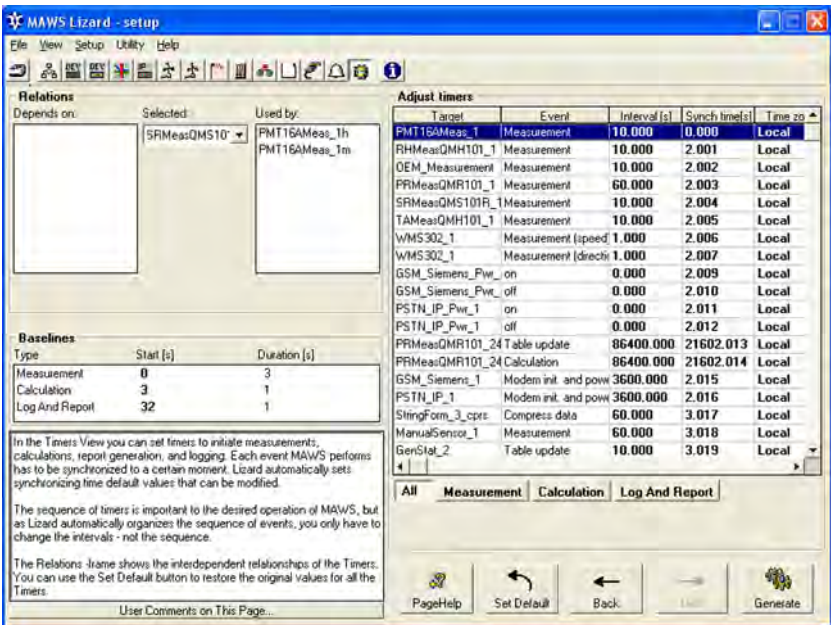 MAWS Lizard - setup
File View Setup Utility Help
Relations
Depends on: Selected: Used by:
SRMeasQMS10 PMT16AMeas_1h
PMT16AMeas_1m
Baselines
Type Start [s] Duration [s]
Measurement 0 3
Calculation 3 1
Log And Report 32 1
In the Timers View you can set timers to initiate measurements,
calculations, report generation, and logging. Each event MAWS performs
has to be synchronized to a certain moment. Lizard automatically sets
synchronizing time default values that can be modified.
The sequence of timers is important to the desired operation of MAWS, but
as Lizard automatically organizes the sequence of events, you only have to
change the intervals - not the sequence.
The Relations -frame shows the interdependent relationships of the Timers.
You can use the Set Default button to restore the original values for all the
Timers
User Comments on This Page...
Adjust timers
Target Event Interval [s] Synch time[s] Time zo
PMT16AMeas_1 Measurement 10.000 0.000 Local
RHMeasQMH101_1 Measurement 10.000 2.001 Local
OEM_Measurement Measurement 10.000 2.002 Local
PRMeasQMR101_1 Measurement 60.000 2.003 Local
SRMeasQMS101R_1 Measurement 10.000 2.004 Local
TAMeasQMH101_1 Measurement 10.000 2.005 Local
WMS302_1 Measurement (speed) 1.000 2.006 Local
WMS302_1 Measurement (directi 1.000 2.007 Local
GSM_Siemens_Pwr_ on 0.000 2.009 Local
GSM_Siemens_Pwr_ off 0.000 2.010 Local
PSTN_IP_Pwr_1 on 0.000 2.011 Local
PSTN_IP_Pwr_1 off 0.000 2.012 Local
PRMeasQMR101_24 Table update 86400.000 21602.013 Local
PRMeasQMR101_24 Calculation 86400.000 21602.014 Local
GSM_Siemens_1 Modem init. and powe 3600.000 2.015 Local
PSTN_IP_1 Modem init. and powe 3600.000 2.016 Local
StringForm_3_cprs Compress data 60.000 3.017 Local
ManualSensor_1 Measurement 60.000 3.018 Local
GenStat_2 Table update 10.000 3.019 Local
All Measurement Calculation Log And Report
PageHelp Set Default Back Generate